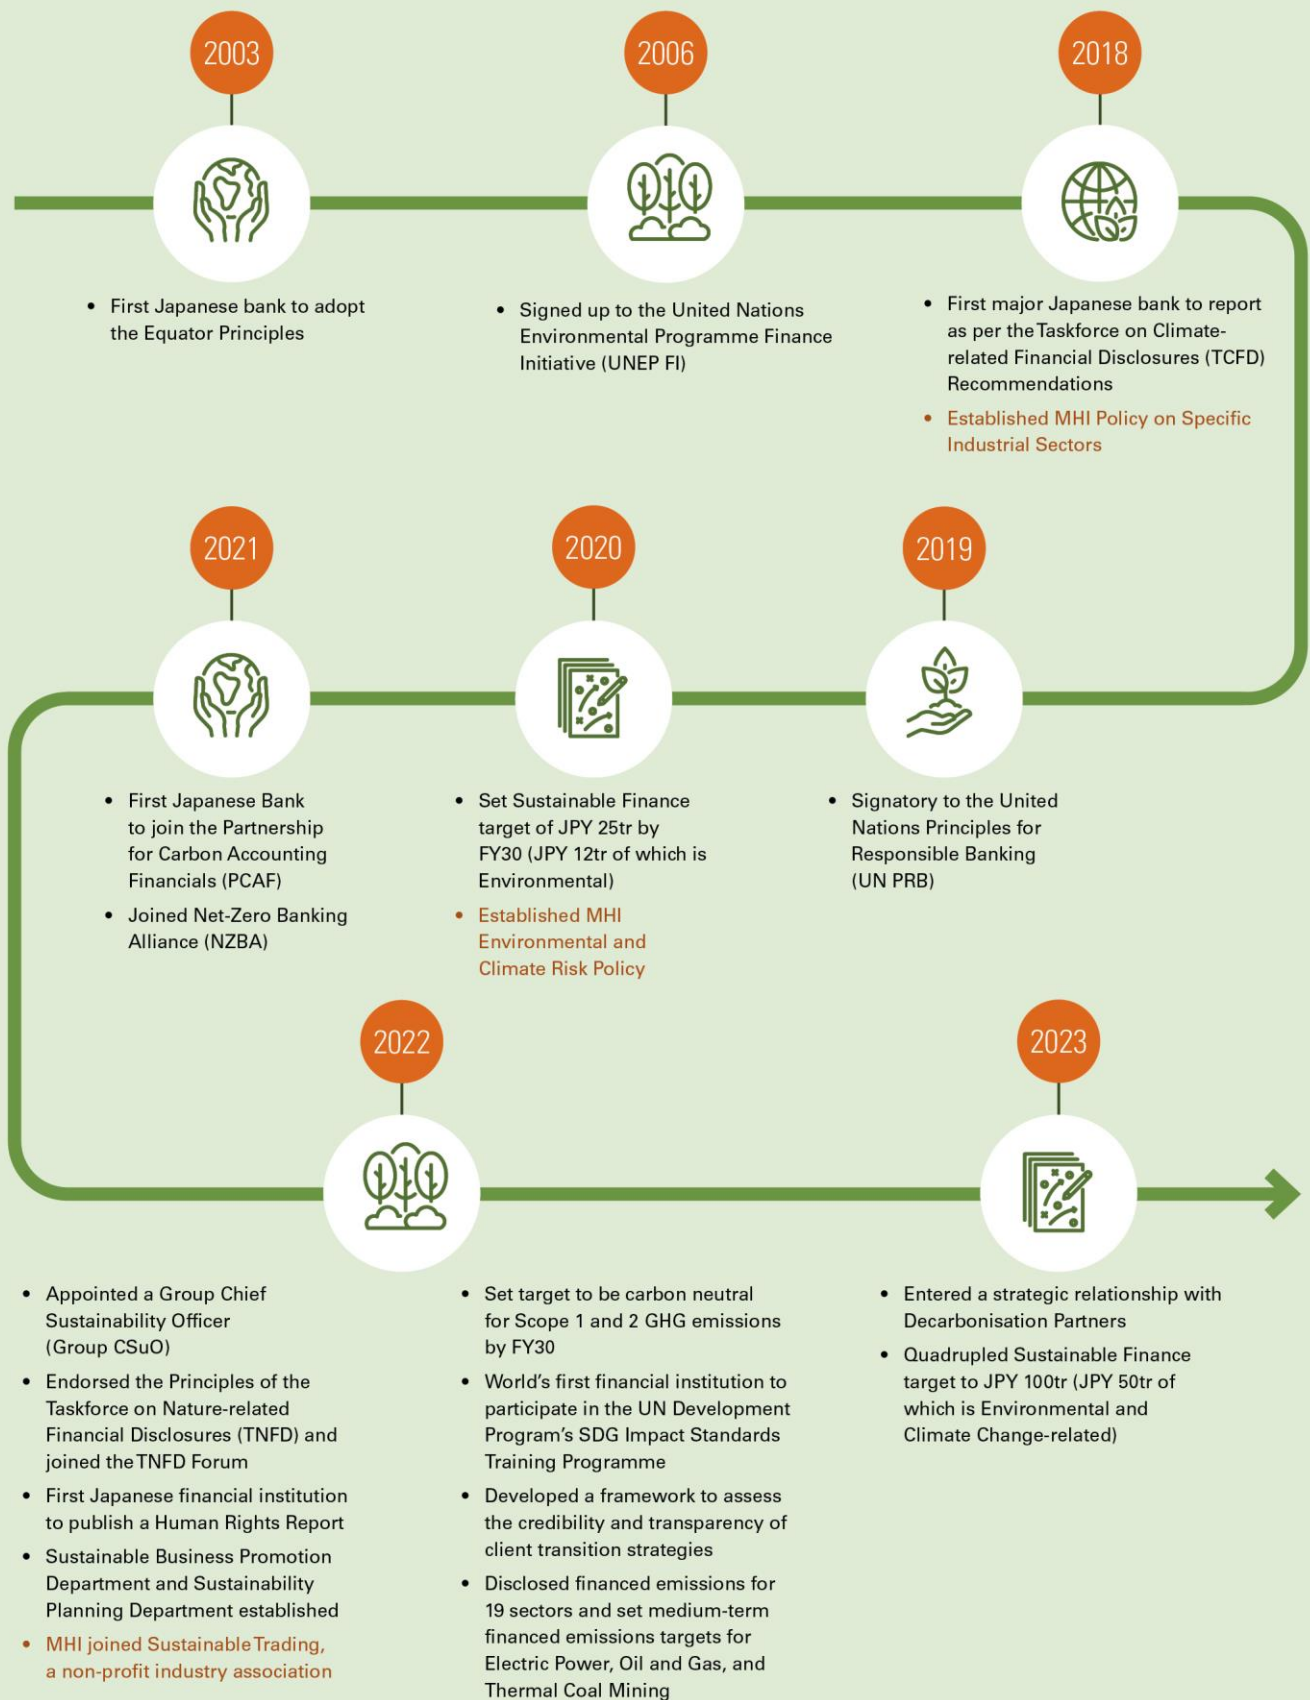 2003
• First Japanese bank to adopt
the Equator Principles
2006
• Signed up to the United Nations
Environmental Programme Finance
Initiative (UNEP FI)
2018
• First major Japanese bank to report
as per the Taskforce on Climate-
related Financial Disclosures (TCFD)
Recommendations
• Established MHI Policy on Specific
Industrial Sectors
2019
• Signatory to the United
Nations Principles for
Responsible Banking
(UN PRB)
2020
• Set Sustainable Finance
target of JPY 25tr by
FY30 (JPY 12tr of which is
Environmental)
• Established MHI
Environmental and
Climate Risk Policy
2021
• First Japanese Bank
to join the Partnership
for Carbon Accounting
Financials (PCAF)
• Joined Net-Zero Banking
Alliance (NZBA)
2022
• Appointed a Group Chief
Sustainability Officer
(Group CSuO)
• Endorsed the Principles of the
Taskforce on Nature-related
Financial Disclosures (TNFD) and
joined the TNFD Forum
• First Japanese financial institution
to publish a Human Rights Report
• Sustainable Business Promotion
Department and Sustainability
Planning Department established
• MHI joined Sustainable Trading,
a non-profit industry association
• Set target to be carbon neutral
for Scope 1 and 2 GHG emissions
by FY30
• World's first financial institution to
participate in the UN Development
Program's SDG Impact Standards
Training Programme
• Developed a framework to assess
the credibility and transparency of
client transition strategies
• Disclosed financed emissions for
19 sectors and set medium-term
financed emissions targets for
Electric Power, Oil and Gas, and
Thermal Coal Mining
2023
• Entered a strategic relationship with
Decarbonisation Partners
• Quadrupled Sustainable Finance
target to JPY 100tr (JPY 50tr of
which is Environmental and
Climate Change-related)